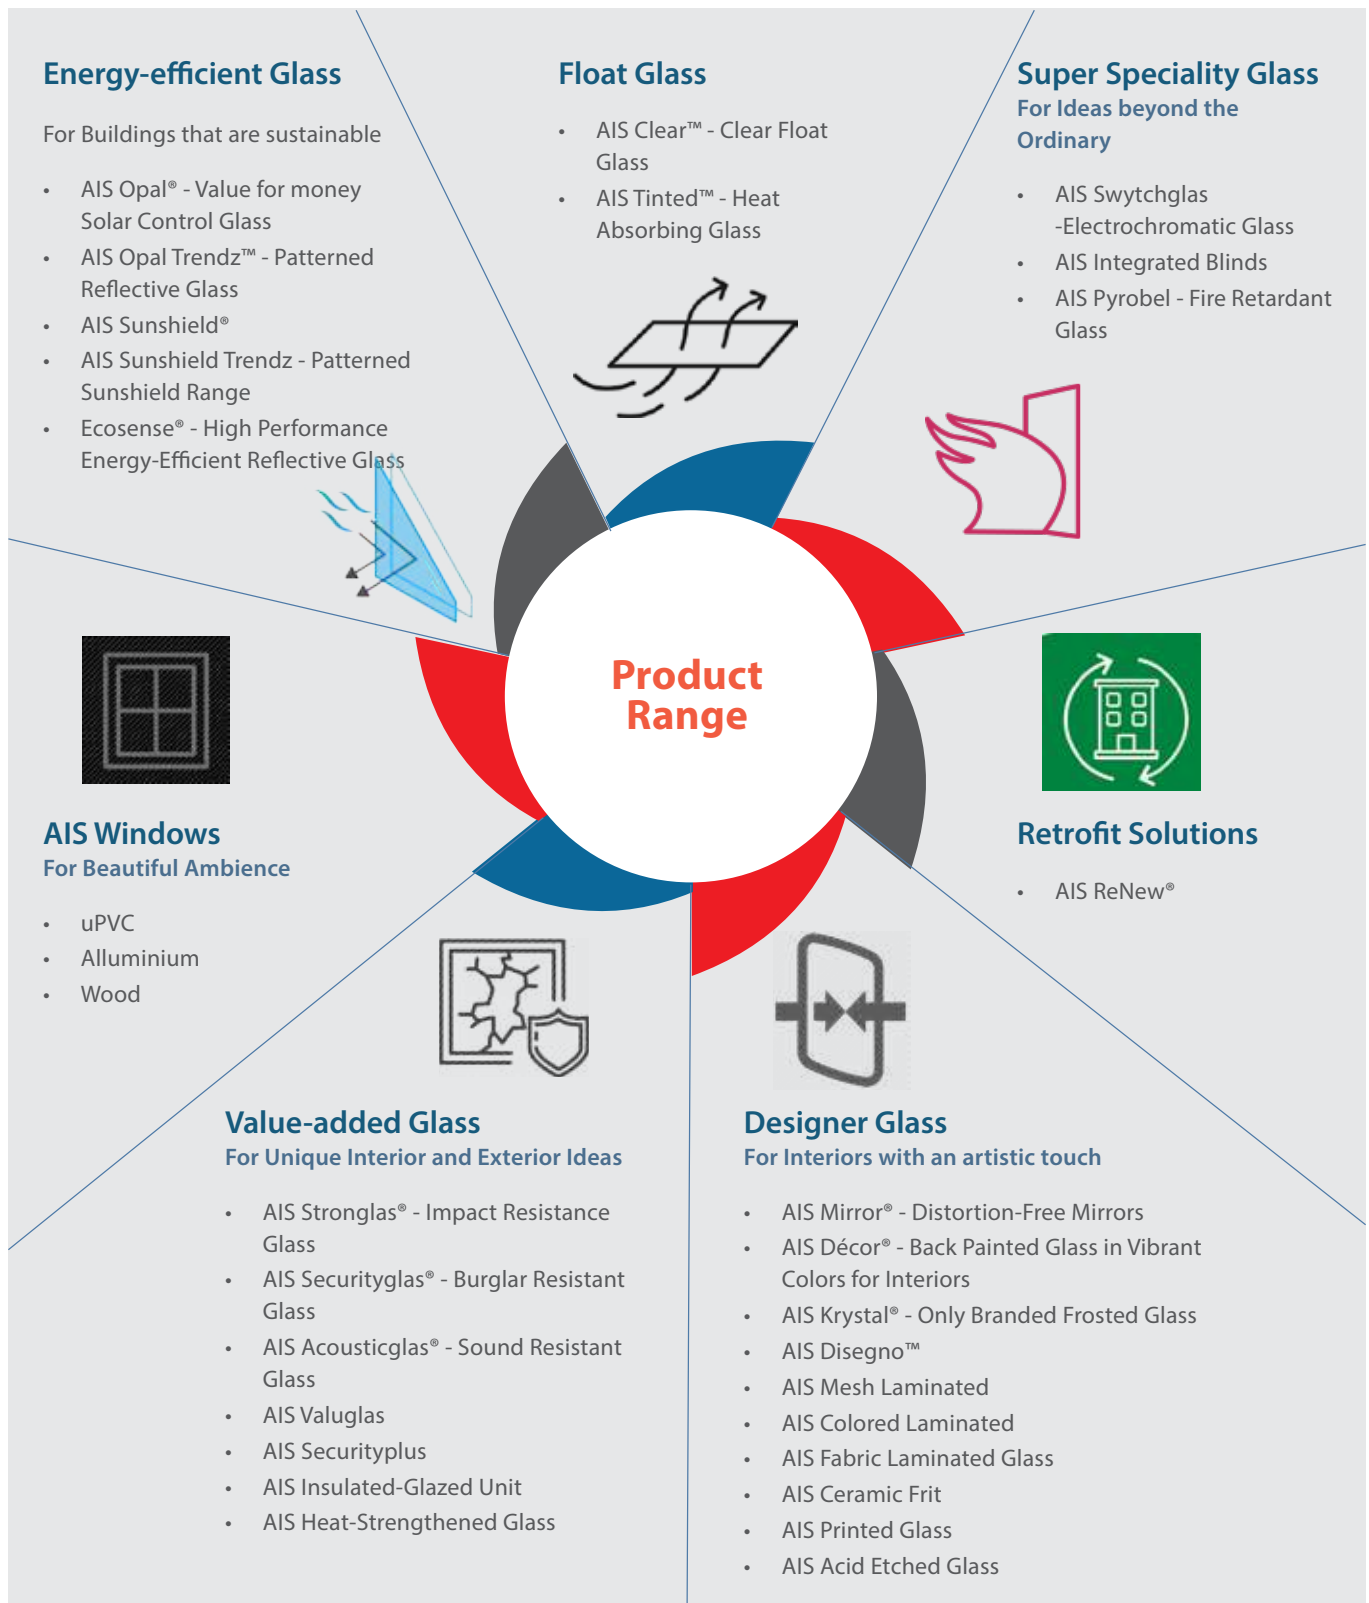 Energy-efficient Glass
For Buildings that are sustainable
• AIS Opal® - Value for money
Solar Control Glass
• AIS Opal Trendz™ - Patterned
Reflective Glass
• AIS Sunshield®
• AIS Sunshield Trendz - Patterned
Sunshield Range
• Ecosense® - High Performance
Energy-Efficient Reflective Glass
Float Glass
• AIS Clear™ - Clear Float
Glass
• AIS Tinted™ - Heat
Absorbing Glass
Super Speciality Glass
For Ideas beyond the
Ordinary
• AIS Swytchglas
-Electrochromatic Glass
• AIS Integrated Blinds
• AIS Pyrobel - Fire Retardant
Glass
Product
Range
AIS Windows
For Beautiful Ambience
• uPVC
• Alluminium
• Wood
Retrofit Solutions
• AIS ReNew®
Value-added Glass
For Unique Interior and Exterior Ideas
• AIS Stronglas® - Impact Resistance
Glass
• AIS Securityglas® - Burglar Resistant
Glass
• AIS Acousticglas® - Sound Resistant
Glass
• AIS Valuglas
• AIS Securityplus
• AIS Insulated-Glazed Unit
• AIS Heat-Strengthened Glass
Designer Glass
For Interiors with an artistic touch
• AIS Mirror® - Distortion-Free Mirrors
• AIS Décor® - Back Painted Glass in Vibrant
Colors for Interiors
• AIS Krystal® - Only Branded Frosted Glass
• AIS Disegno™
• AIS Mesh Laminated
• AIS Colored Laminated
• AIS Fabric Laminated Glass
• AIS Ceramic Frit
• AIS Printed Glass
• AIS Acid Etched Glass